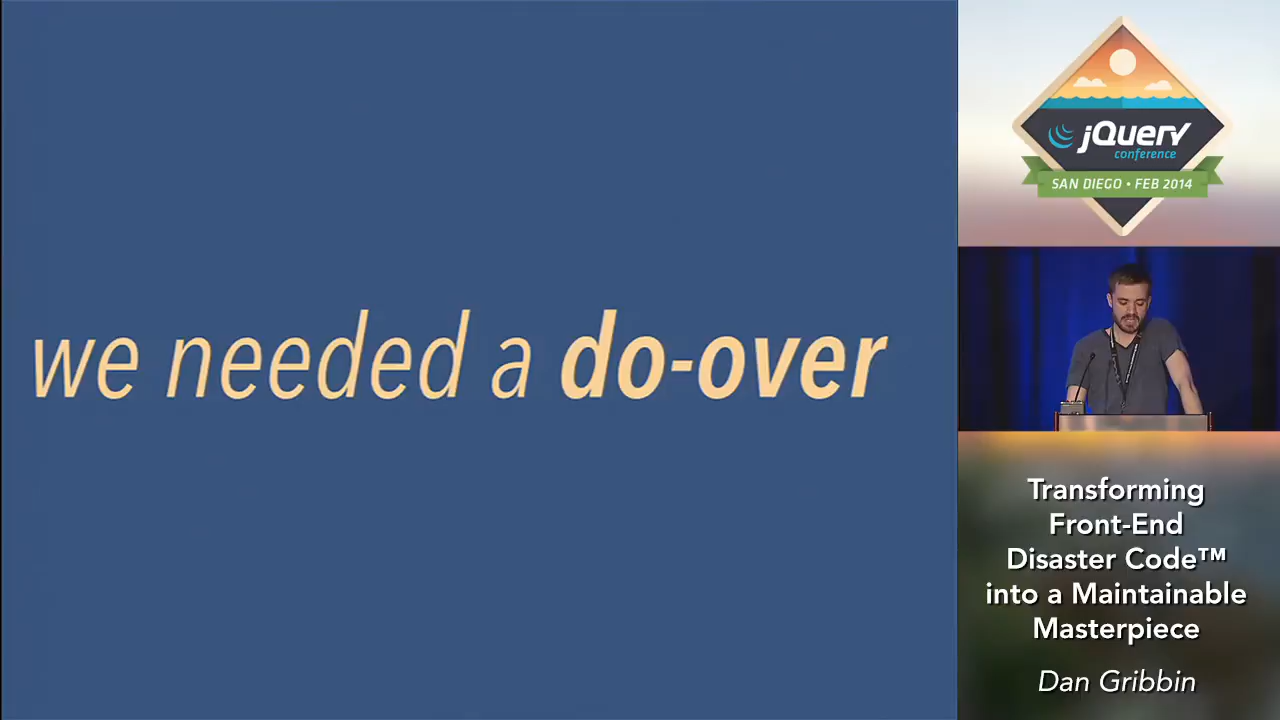 we needed a do-over
jQuery
conference
SAN DIEGO • FEB 2014
Transforming
Front-End
Disaster Code™
into a Maintainable
Masterpiece
Dan Gribbin